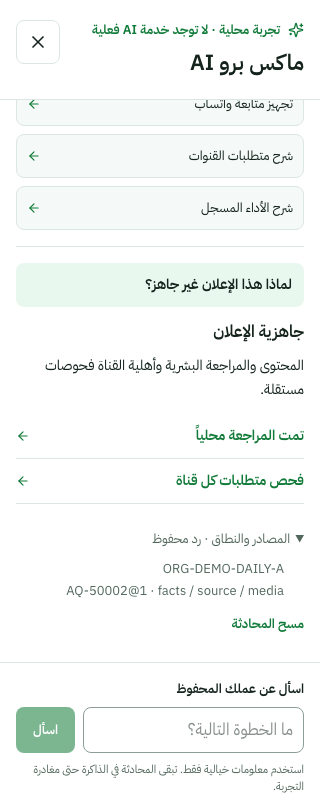 تجربة محلية · لا توجد خدمة AI فعلية
ماكس برو AI
تجهيز متابعة واتساب
شرح متطلبات القنوات
شرح الأداء المسجل
لماذا هذا الإعلان غير جاهز؟
جاهزية الإعلان
المحتوى والمراجعة البشرية وأهلية القناة فحوصات
مستقلة.
تمت المراجعة محلياً
فحص متطلبات كل قناة
المصادر والنطاق · رد محفوظ
ORG-DEMO-DAILY-A
AQ-50002@1 · facts / source / media
مسح المحادثة
اسأل عن عملك المحفوظ
ما الخطوة التالية؟
اسأل
استخدم معلومات خيالية فقط. تبقى المحادثة في الذاكرة حتى مغادرة
التجربة.